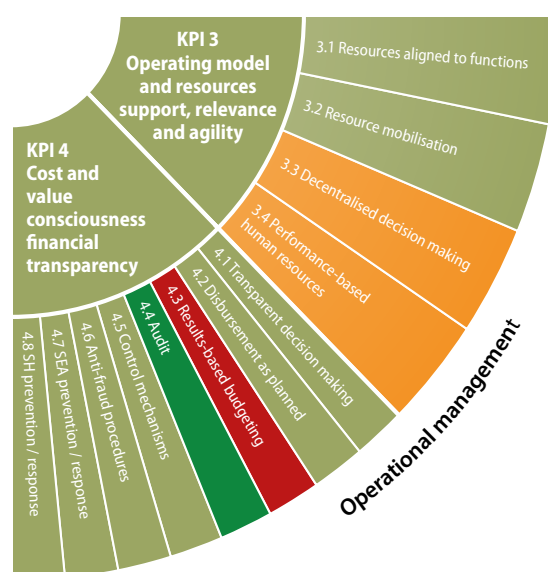 KPI 3
Operating model
and resources
support, relevance
and agility
3.1 Resources aligned to functions
3.2 Resource mobilisation
3.3 Decentralised decision making
3.4 Performance-based
human resources
KPI 4
Cost and
value
consciousness
financial
transparency
4.1 Transparent decision making
4.2 Disbursement as planned
4.3 Results-based budgeting
4.4 Audit
4.5 Control mechanisms
4.6 Anti-fraud procedures
4.7 SEA prevention / response
4.8 SH prevention / response
Operational management